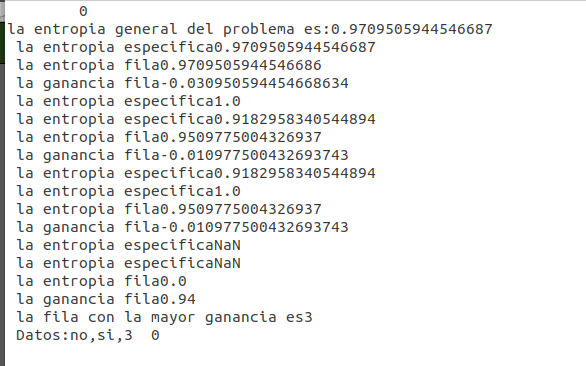 0
la entropia general del problema es:0.9709505944546687
la entropia especifica0.9709505944546687
la entropia fila0.9709505944546686
la ganancia fila-0.030950594454668634
la entropia especifica1.0
la entropia especifica0.9182958340544894
la entropia fila0.9509775004326937
la ganancia fila-0.010977500432693743
la entropia especifica0.9182958340544894
la entropia especifica1.0
la entropia fila0.9509775004326937
la ganancia fila-0.010977500432693743
la entropia especificaNaN
la entropia especificaNaN
la entropia fila0.0
la ganancia fila0.94
la fila con la mayor ganancia es3
Datos:no,si,3  0